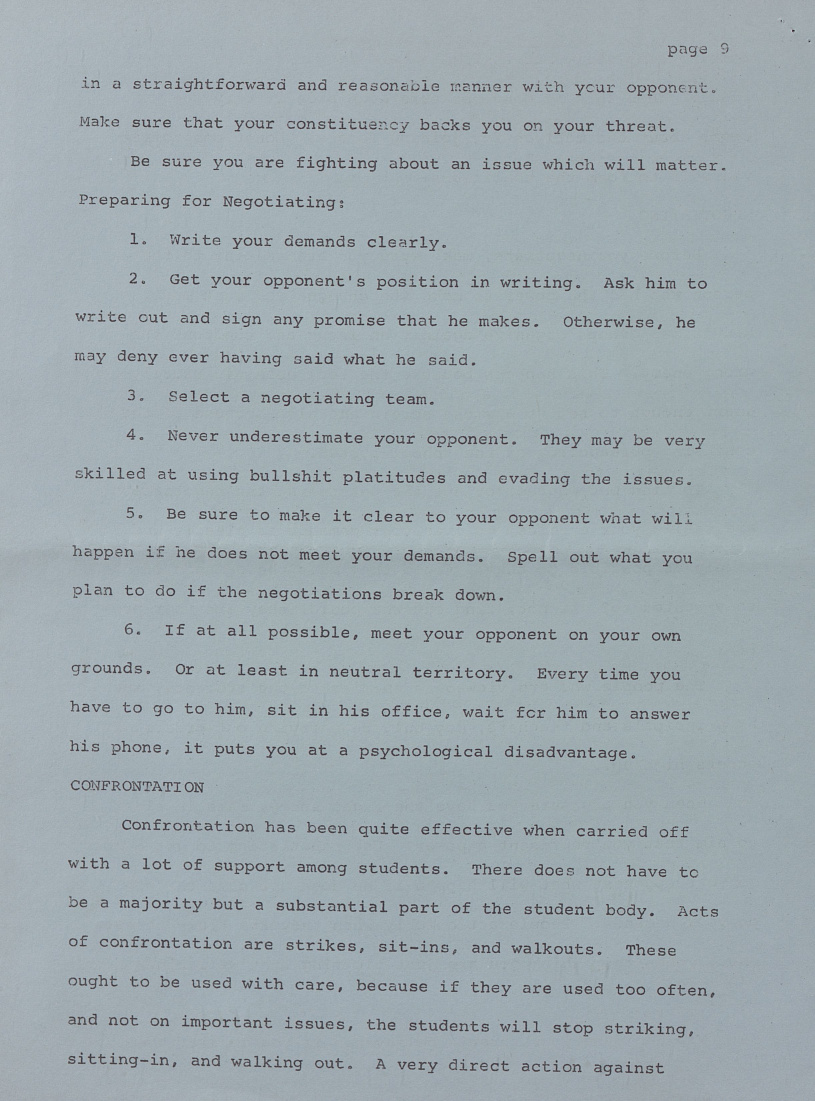 page 9
in a straightforward and reasonable manner with your opponent.
Make sure that your constituency backs you on your threat.
Be sure you are fighting about an issue which will matter.
Preparing for Negotiating:
1. Write your demands clearly.
2. Get your opponent's position in writing. Ask him to
write out and sign any promise that he makes. Otherwise, he
may deny ever having said what he said.
3. Select a negotiating team.
4. Never underestimate your opponent. They may be very
skilled at using bullshit platitudes and evading the issues.
5. Be sure to make it clear to your opponent what will
happen if he does not meet your demands. Spell out what you
plan to do if the negotiations break down.
6. If at all possible, meet your opponent on your own
grounds. Or at least in neutral territory. Every time you
have to go to him, sit in his office, wait for him to answer
his phone, it puts you at a psychological disadvantage.
CONFRONTATION
Confrontation has been quite effective when carried off
with a lot of support among students. There does not have to
be a majority but a substantial part of the student body. Acts
of confrontation are strikes, sit-ins, and walkouts. These
ought to be used with care, because if they are used too often,
and not on important issues, the students will stop striking,
sitting-in, and walking out. A very direct action against